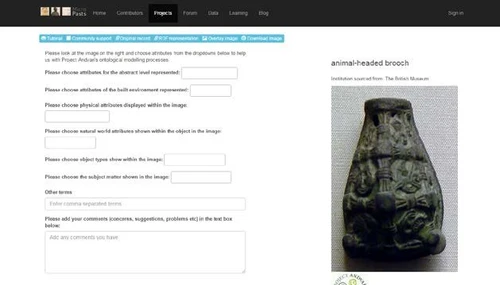 Micro
Pasts
Home Contributors Projects Forum Data Learning Blog Sign in
Tutorial Community support Original record RDF representation Overlay image Download image
Please look at the image on the right and choose attributes from the dropdowns below to help
us with Project Andvari's ontological modelling processes.
Please choose attributes for the abstract level represented:
Please choose attributes of the built environment represented:
Please choose physical attributes displayed within the image:
Please choose natural world attributes shown within the object in the image:
Please choose object types show within the image:
Please choose the subject matter shown in the image:
Other terms
Enter comma separated terms
Please add your comments (concerns, suggestions, problems etc) in the text box
below:
Add any comments you have
animal-headed brooch
Institution sourced from: The British Museum